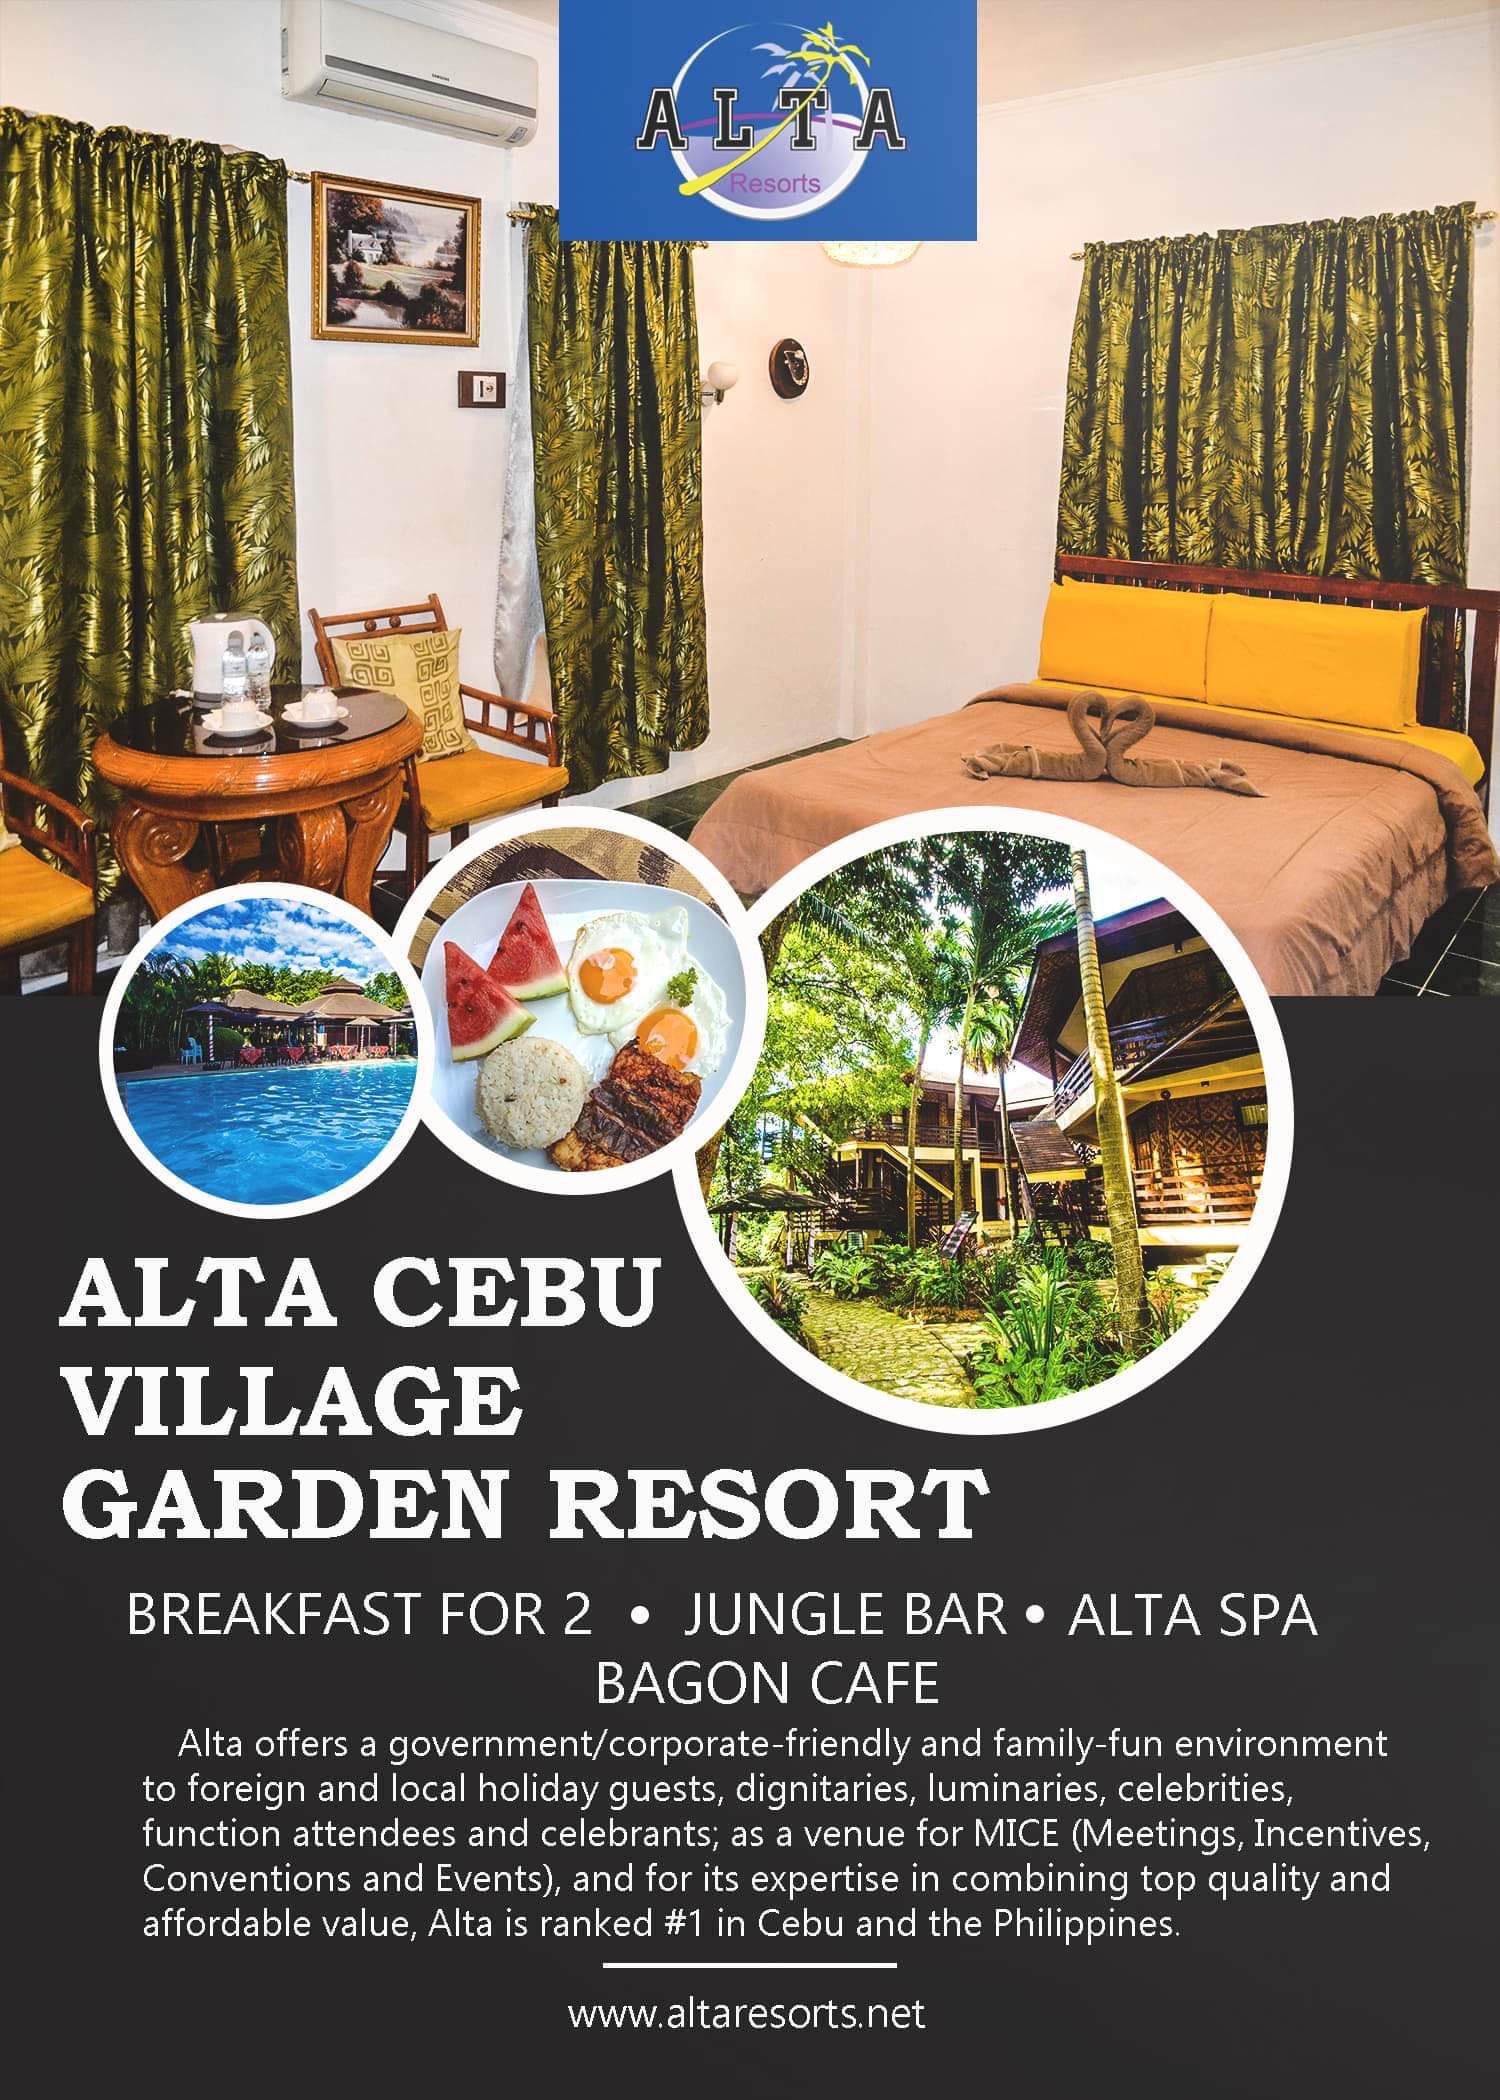 SAMSUNG
ALTA
Resorts
ALTA CEBU
VILLAGE
GARDEN RESORT
BREAKFAST FOR 2 • JUNGLE BAR • ALTA SPA
BAGON CAFE
Alta offers a government/corporate-friendly and family-fun environment
to foreign and local holiday guests, dignitaries, luminaries, celebrities,
function attendees and celebrants; as a venue for MICE (Meetings, Incentives,
Conventions and Events), and for its expertise in combining top quality and
affordable value, Alta is ranked #1 in Cebu and the Philippines.
www.altaresorts.net